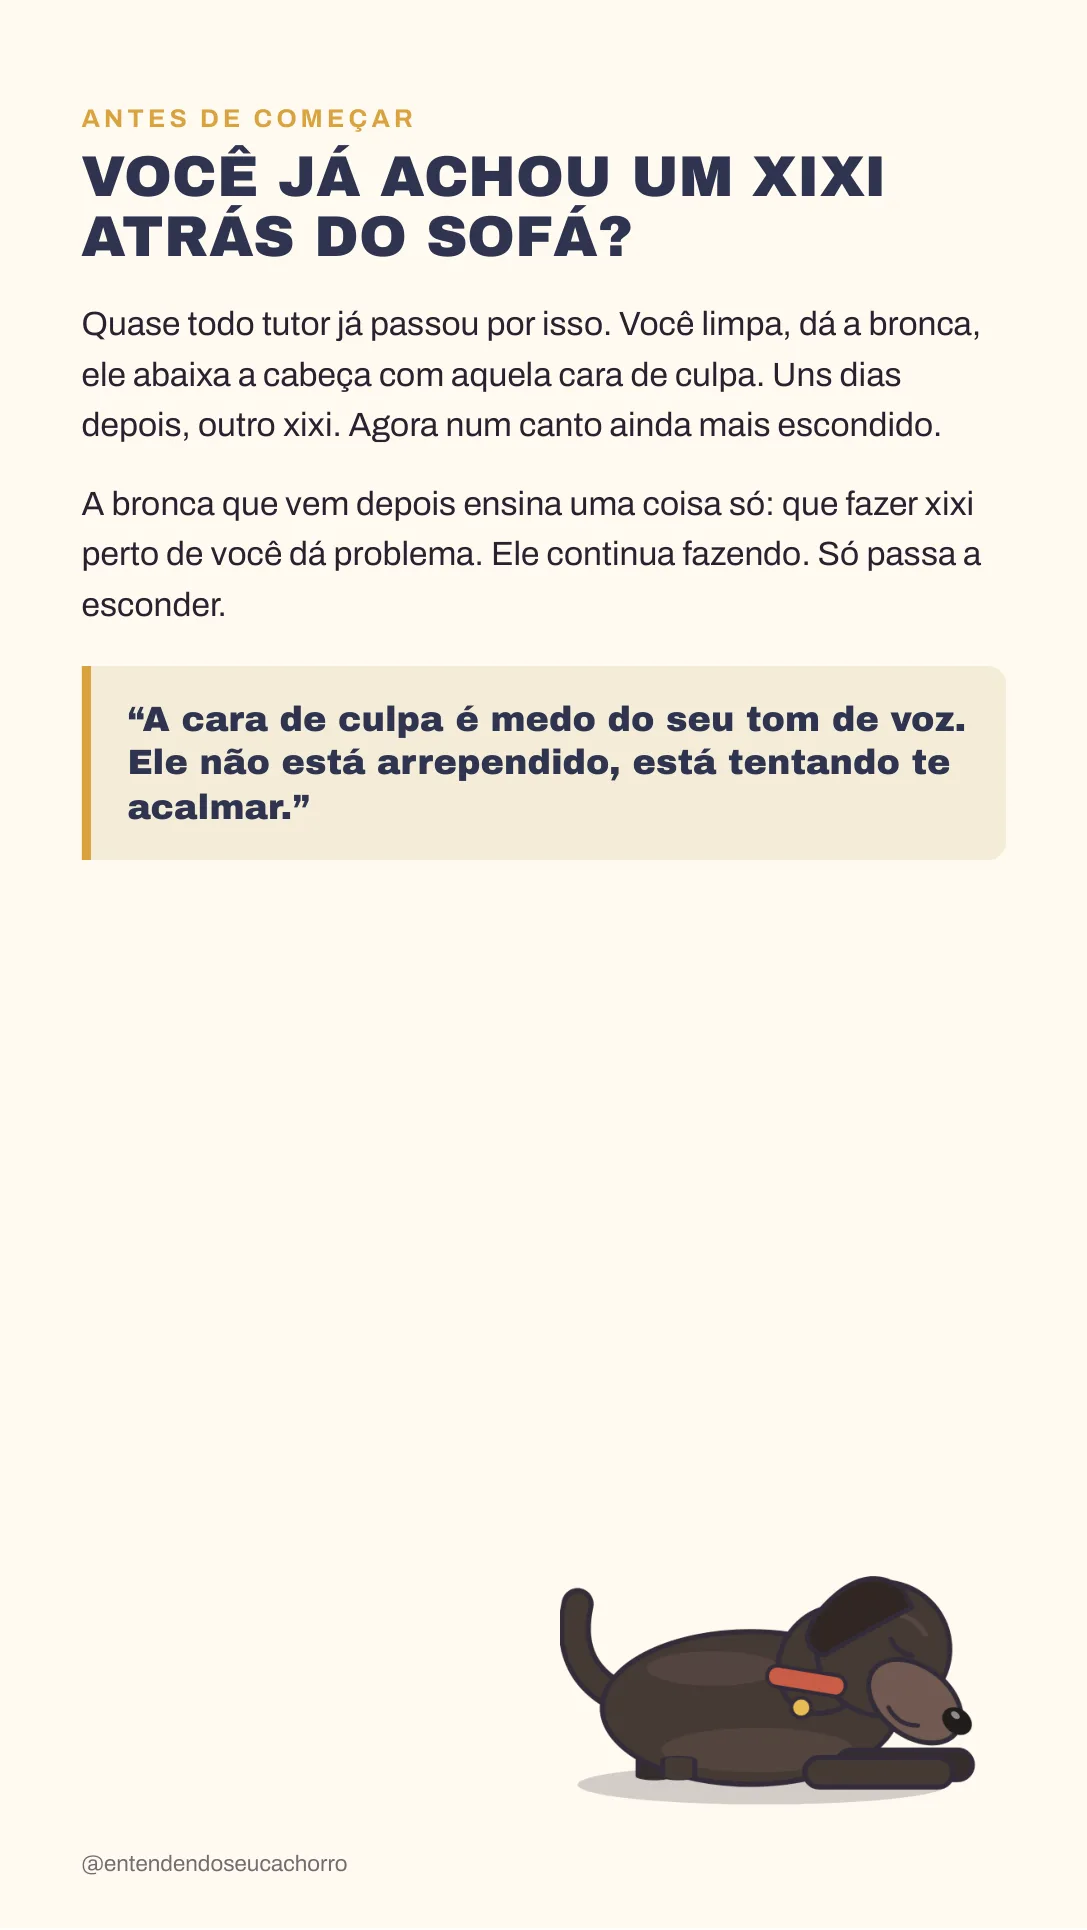 ANTES DE COMEÇAR
VOCÊ JÁ ACHOU UM XIXI
ATRÁS DO SOFÁ?
Quase todo tutor já passou por isso. Você limpa, dá a bronca,
ele abaixa a cabeça com aquela cara de culpa. Uns dias
depois, outro xixi. Agora num canto ainda mais escondido.
A bronca que vem depois ensina uma coisa só: que fazer xixi
perto de você dá problema. Ele continua fazendo. Só passa a
esconder.
“A cara de culpa é medo do seu tom de voz.
Ele não está arrependido, está tentando te
acalmar.”
@entendendoseucachorro